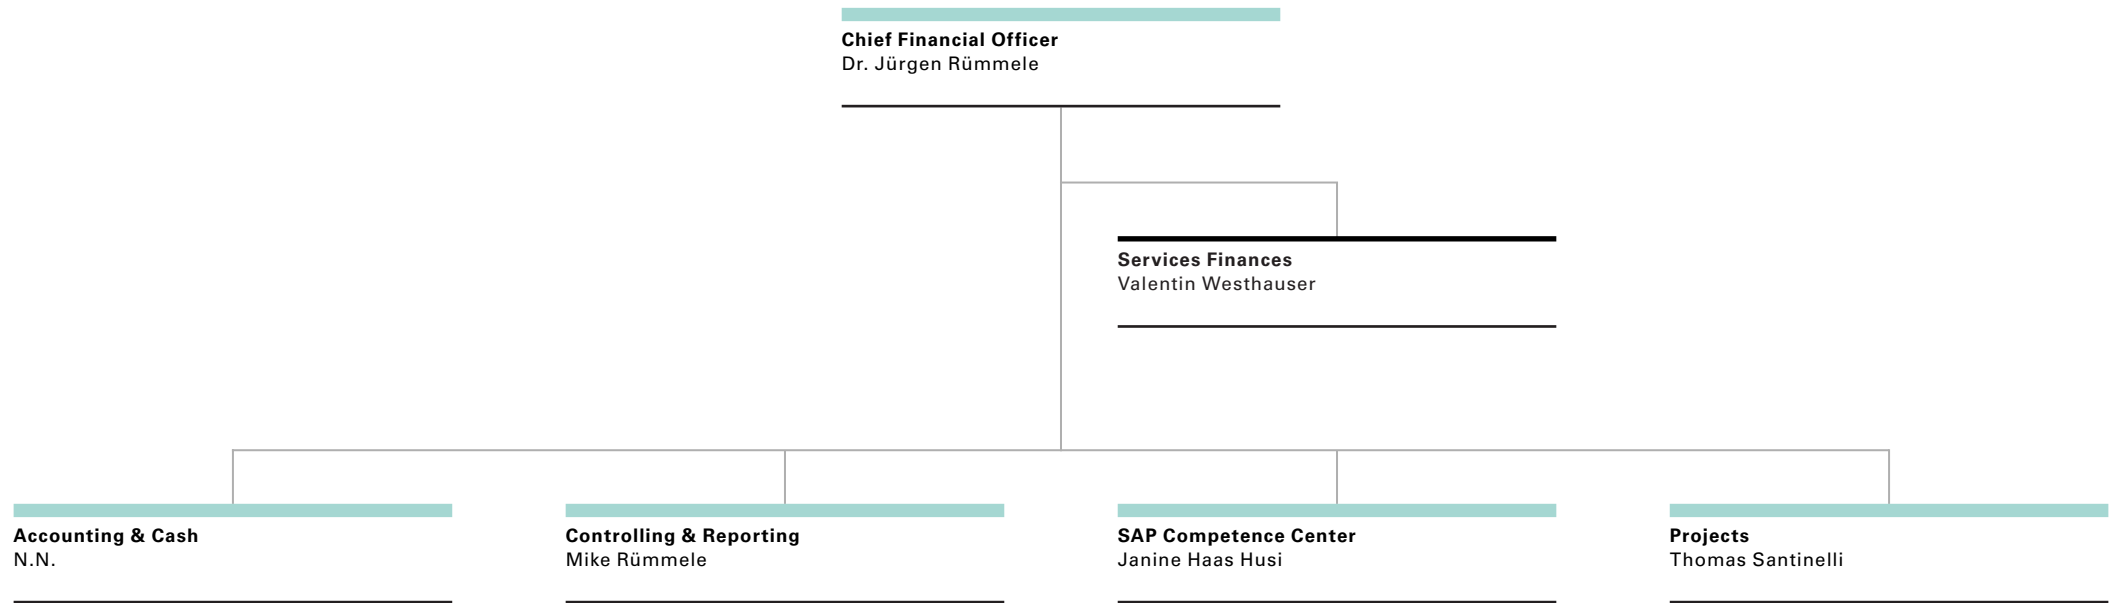 Chief Financial Officer
Dr. Jürgen Rümmele
Services Finances
Valentin Westhauser
Accounting & Cash
N.N.
Controlling & Reporting
Mike Rümmele
SAP Competence Center
Janine Haas Husi
Projects
Thomas Santinelli